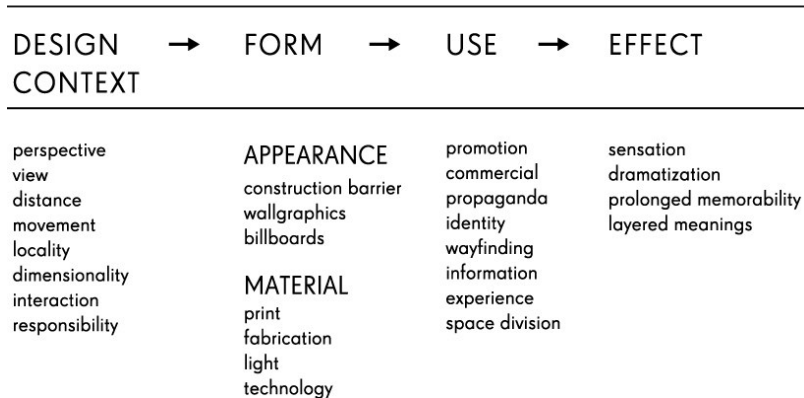 DESIGN → FORM → USE → EFFECT
CONTEXT
perspective
view
distance
movement
locality
dimensionality
interaction
responsibility
APPEARANCE
construction barrier
wallgraphics
billboards
MATERIAL
print
fabrication
light
technology
promotion
commercial
propaganda
identity
wayfinding
information
experience
space division
sensation
dramatization
prolonged memorability
layered meanings